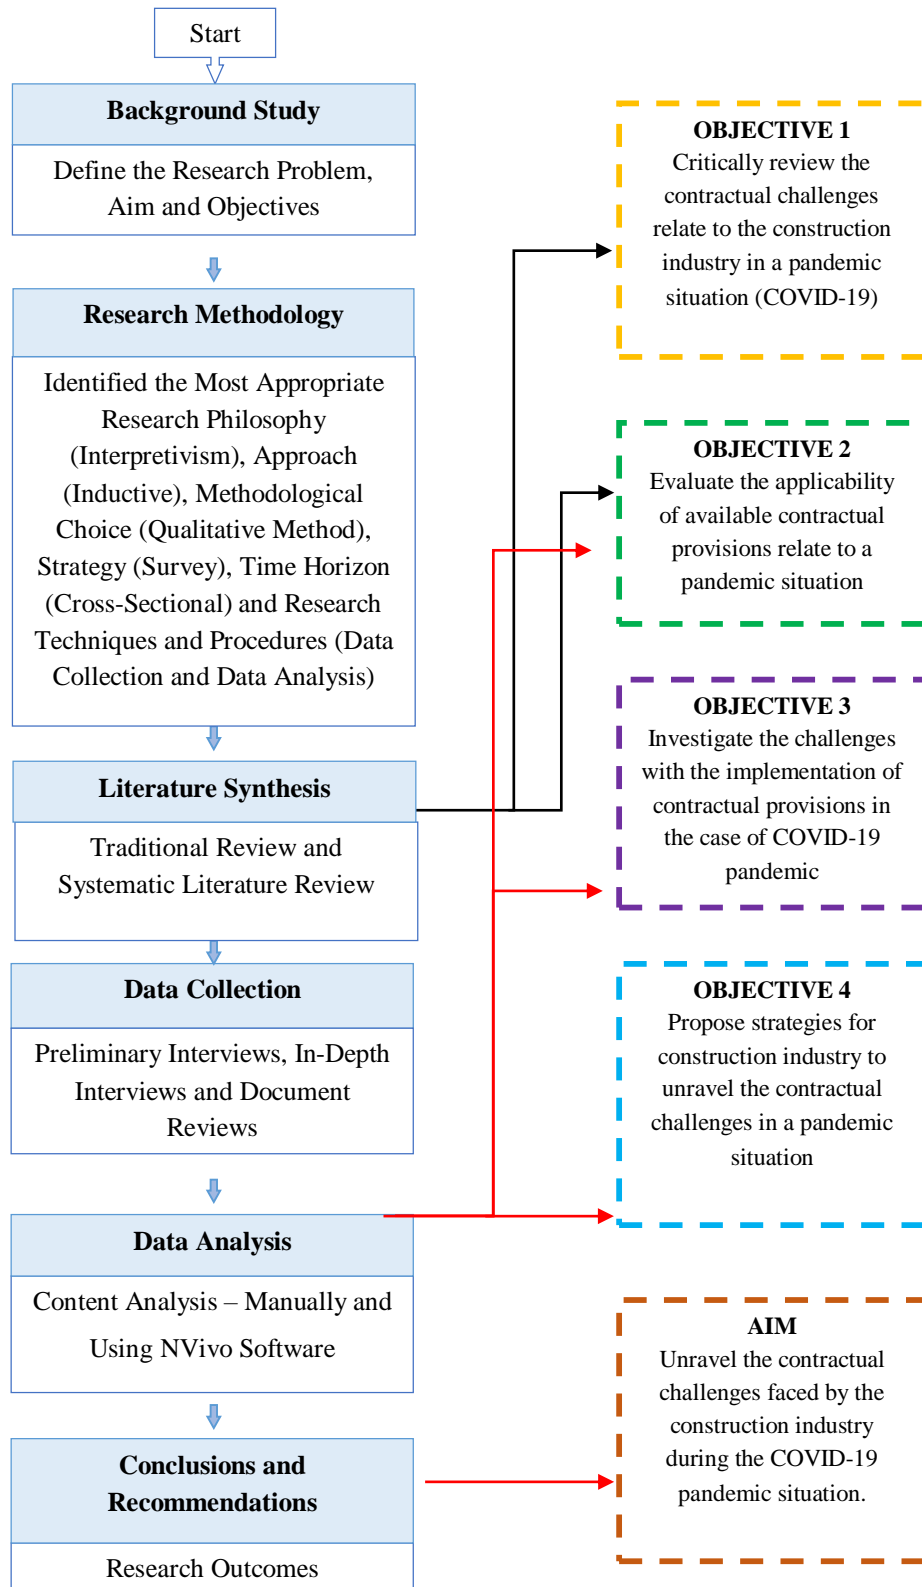 Start
Background Study
Define the Research Problem,
Aim and Objectives
Research Methodology
Identified the Most Appropriate
Research Philosophy
(Interpretivism), Approach
(Inductive), Methodological
Choice (Qualitative Method),
Strategy (Survey), Time Horizon
(Cross-Sectional) and Research
Techniques and Procedures (Data
Collection and Data Analysis)
Literature Synthesis
Traditional Review and
Systematic Literature Review
Data Collection
Preliminary Interviews, In-Depth
Interviews and Document
Reviews
Data Analysis
Content Analysis – Manually and
Using NVivo Software
Conclusions and
Recommendations
Research Outcomes
OBJECTIVE 1
Critically review the
contractual challenges
relate to the construction
industry in a pandemic
situation (COVID-19)
OBJECTIVE 2
Evaluate the applicability
of available contractual
provisions relate to a
pandemic situation
OBJECTIVE 3
Investigate the challenges
with the implementation of
contractual provisions in
the case of COVID-19
pandemic
OBJECTIVE 4
Propose strategies for
construction industry to
unravel the contractual
challenges in a pandemic
situation
AIM
Unravel the contractual
challenges faced by the
construction industry
during the COVID-19
pandemic situation.